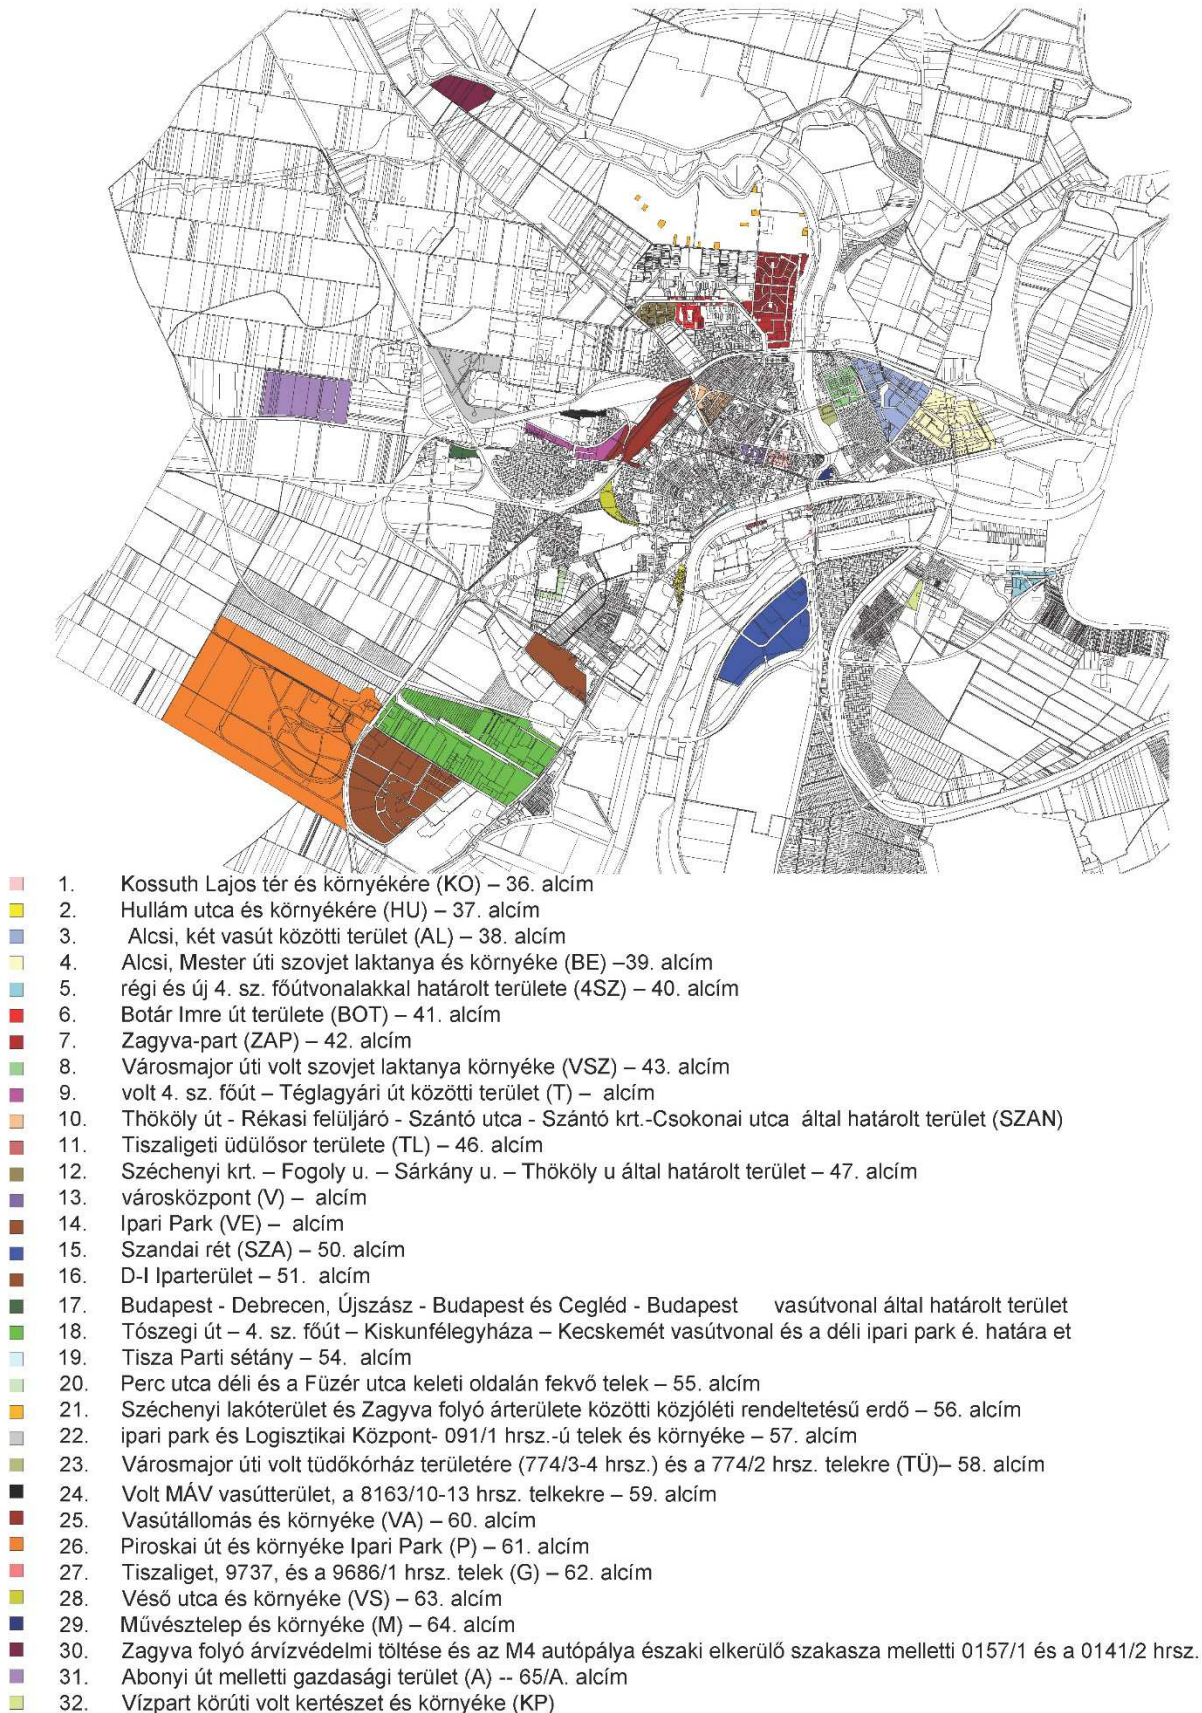 1. Kossuth Lajos tér és környékére (KO) – 36. alcím
2. Hullám utca és környékére (HU) – 37. alcím
3. Alcsi, két vasút közötti terület (AL) – 38. alcím
4. Alcsi, Mester úti szovjet laktanya és környéke (BE) –39. alcím
5. régi és új 4. sz. főútvonalakkal határolt területe (4SZ) – 40. alcím
6. Botár Imre út területe (BOT) – 41. alcím
7. Zagyva-part (ZAP) – 42. alcím
8. Városmajor úti volt szovjet laktanya környéke (VSZ) – 43. alcím
9. volt 4. sz. főút – Téglagyári út közötti terület (T) – alcím
10. Thököly út - Rékasi felüljáró - Szántó utca - Szántó krt.-Csokonai utca által határolt terület (SZAN)
11. Tiszaligeti üdülősor területe (TL) – 46. alcím
12. Széchenyi krt. – Fogoly u. – Sárkány u. – Thököly u által határolt terület – 47. alcím
13. városközpont (V) – alcím
14. Ipari Park (VE) – alcím
15. Szandai rét (SZA) – 50. alcím
16. D-I Iparterület – 51. alcím
17. Budapest - Debrecen, Újszász - Budapest és Cegléd - Budapest vasútvonal által határolt terület
18. Tószegi út – 4. sz. főút – Kiskunfélegyháza – Kecskemét vasútvonal és a déli ipari park é. határa et
19. Tisza Parti sétány – 54. alcím
20. Perc utca déli és a Füzér utca keleti oldalán fekvő telek – 55. alcím
21. Széchenyi lakóterület és Zagyva folyó árterülete közötti közjóléti rendeltetésű erdő – 56. alcím
22. ipari park és Logisztikai Központ- 091/1 hrsz.-ú telek és környéke – 57. alcím
23. Városmajor úti volt tüdőkórház területére (774/3-4 hrsz.) és a 774/2 hrsz. telekre (TÜ)– 58. alcím
24. Volt MÁV vasútterület, a 8163/10-13 hrsz. telkekre – 59. alcím
25. Vasútállomás és környéke (VA) – 60. alcím
26. Piroskai út és környéke Ipari Park (P) – 61. alcím
27. Tiszaliget, 9737, és a 9686/1 hrsz. telek (G) – 62. alcím
28. Véső utca és környéke (VS) – 63. alcím
29. Művésztelep és környéke (M) – 64. alcím
30. Zagyva folyó árvízvédelmi töltése és az M4 autópálya északi elkerülő szakasza melletti 0157/1 és a 0141/2 hrsz.
31. Abonyi út melletti gazdasági terület (A) -- 65/A. alcím
32. Vízpart körúti volt kertészet és környéke (KP)